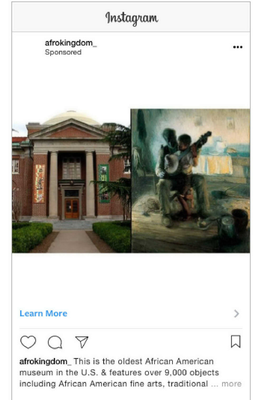 Instagram
afrokingdom_
Sponsored
Learn More
afrokingdom_ This is the oldest African American
museum in the U.S. & features over 9,000 objects
including African American fine arts, traditional ... more